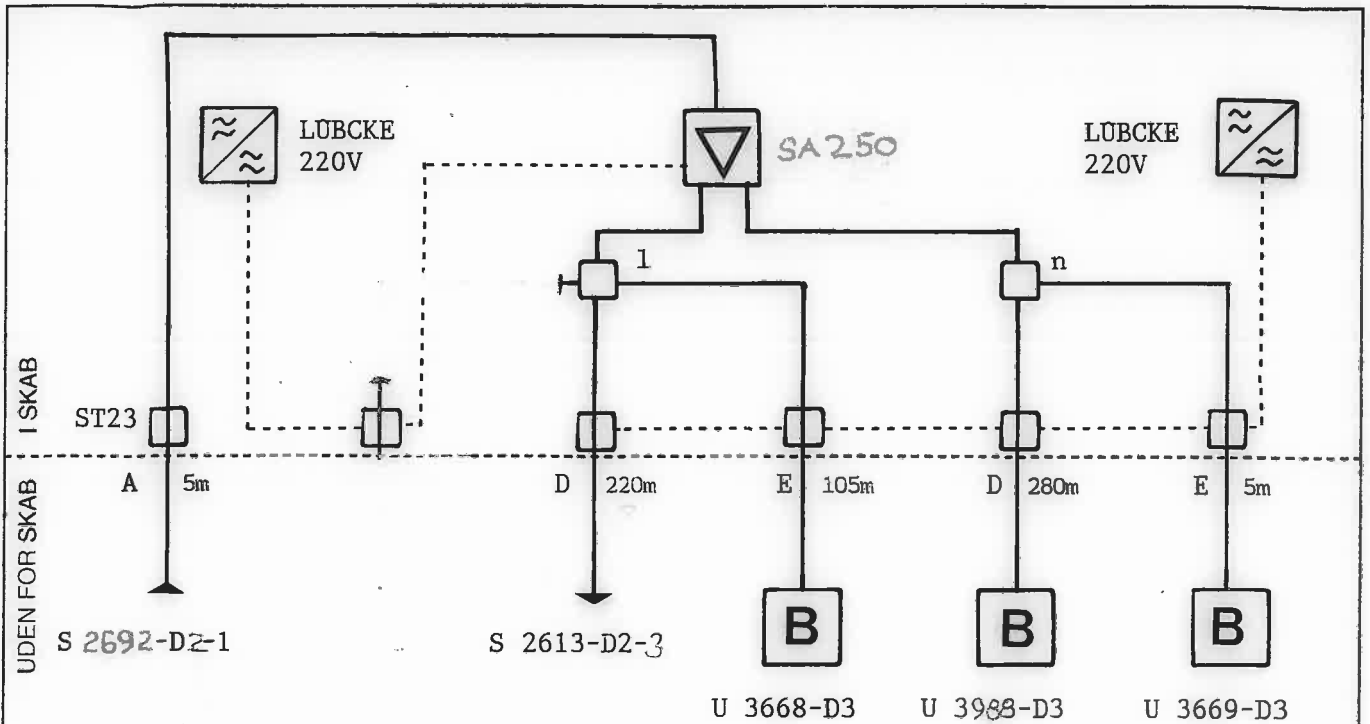 LÜBCKE
220V
SA250
LÜBCKE
220V
1
n
I SKAB
ST23
A 5m
D 220m
E 105m
D 280m
E 5m
UDEN FOR SKAB
B
B
B
S 2692-D2-1
S 2613-D2-3
U 3668-D3
U 3988-D3
U 3669-D3